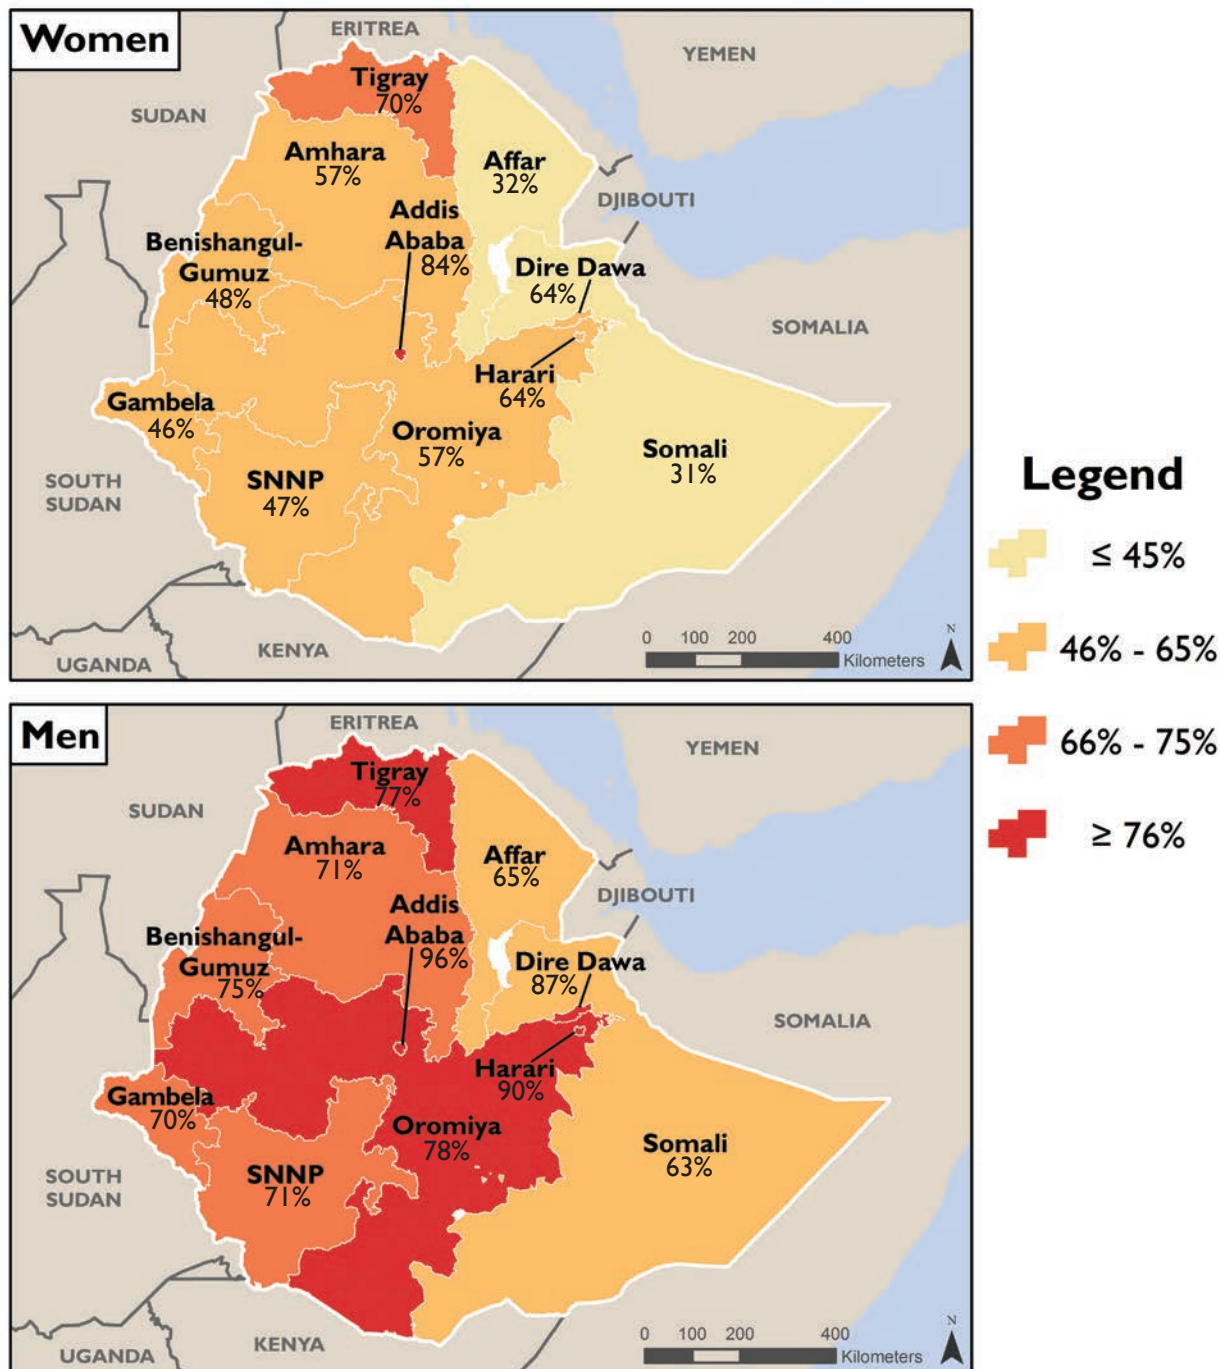 Women
ERITREA
YEMEN
SUDAN
Tigray
70%
Amhara
57%
Affar
32%
DJIBOUTI
Addis
Ababa
84%
Benishangul-
Gumuz
48%
Dire Dawa
64%
SOMALIA
Harari
64%
Gambela
46%
Oromiya
57%
Somali
31%
SOUTH
SUDAN
SNNP
47%
UGANDA
KENYA
0 100 200 400
Kilometers
N
Legend
≤ 45%
46% - 65%
66% - 75%
≥ 76%
Men
ERITREA
YEMEN
SUDAN
Tigray
77%
Amhara
71%
Affar
65%
DJIBOUTI
Addis
Ababa
96%
Benishangul-
Gumuz
75%
Dire Dawa
87%
SOMALIA
Harari
90%
Gambela
70%
Oromiya
78%
Somali
63%
SOUTH
SUDAN
SNNP
71%
UGANDA
KENYA
0 100 200 400
Kilometers
N